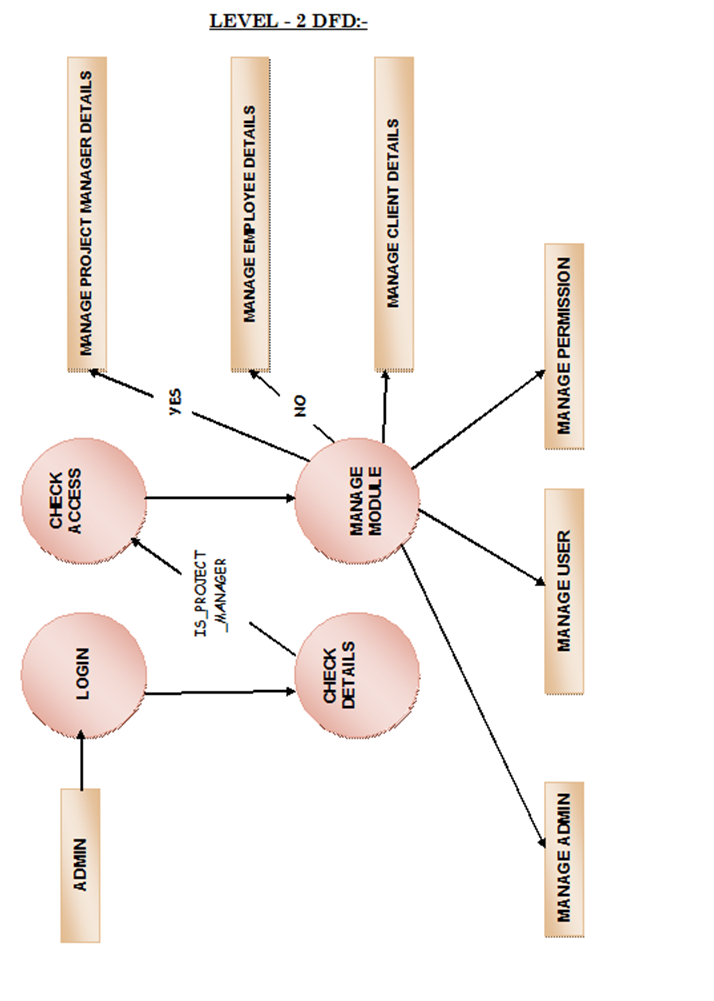 LEVEL - 2 DFD:-
MANAGE PROJECT MANAGER DETAILS
MANAGE EMPLOYEE DETAILS
MANAGE CLIENT DETAILS
YES
NO
MANAGE PERMISSION
CHECK
ACCESS
MANAGE
MODULE
IS_PROJECT
_MANAGER
MANAGE USER
LOGIN
CHECK
DETAILS
ADMIN
MANAGE ADMIN